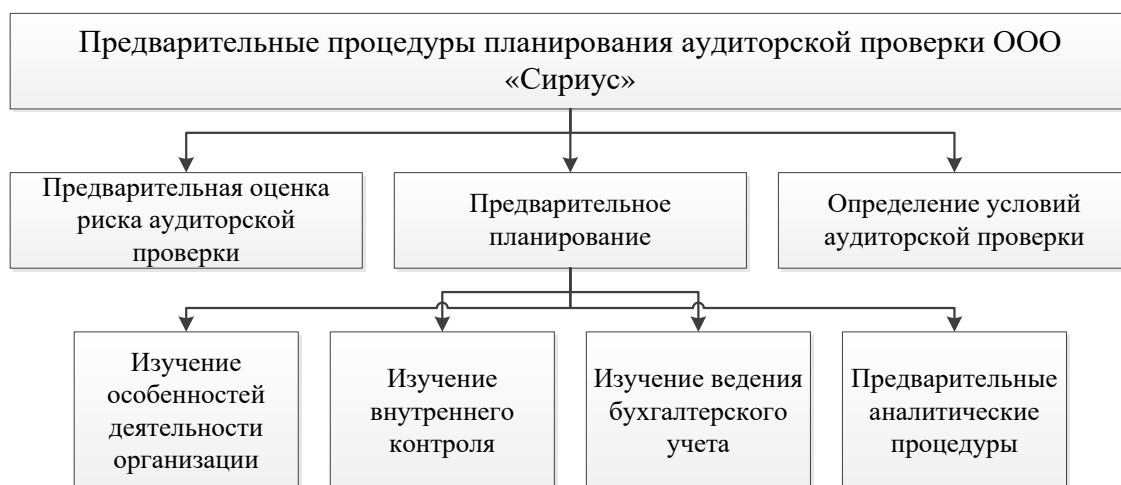 Предварительные процедуры планирования аудиторской проверки ООО
«Сириус»
Предварительная оценка
риска аудиторской
проверки
Предварительное
планирование
Определение условий
аудиторской проверки
Изучение
особенностей
деятельности
организации
Изучение
внутреннего
контроля
Изучение ведения
бухгалтерского
учета
Предварительные
аналитические
процедуры